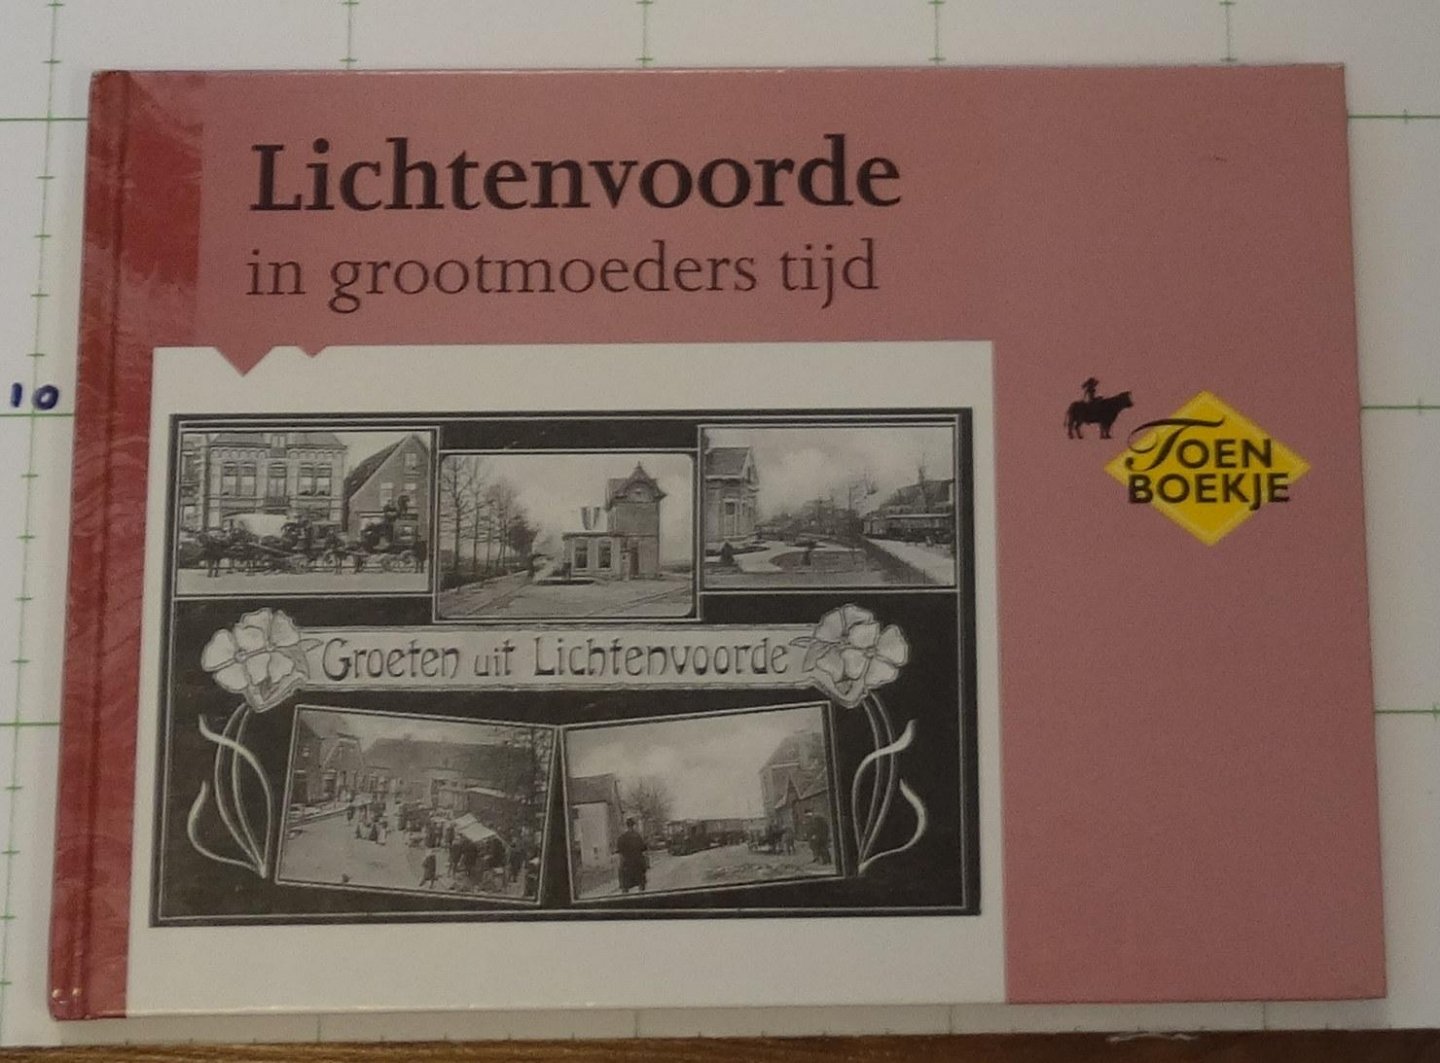 Lichtenvoorde
in grootmoeders tijd
10
TOEN
BOEKJE
Groeten uit Lichtenvoorde